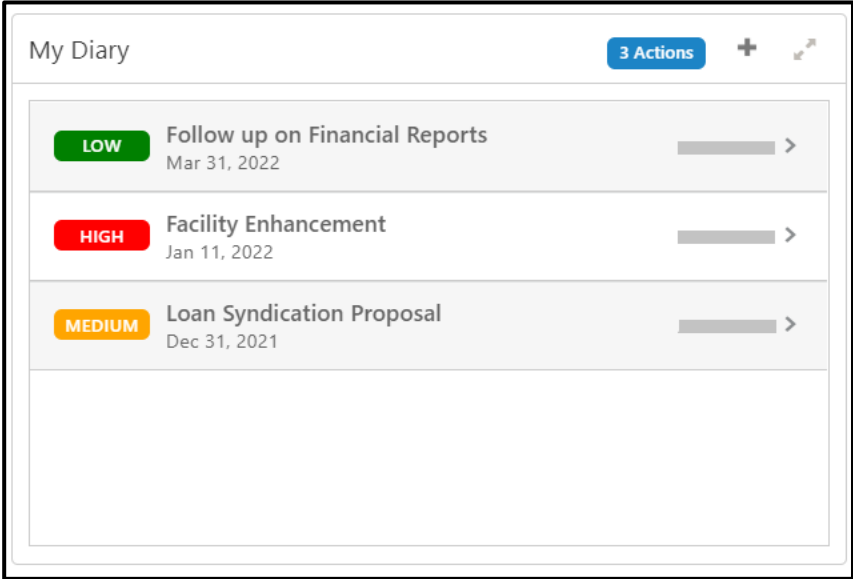 My Diary
3 Actions
LOW
Follow up on Financial Reports
Mar 31, 2022
HIGH
Facility Enhancement
Jan 11, 2022
MEDIUM
Loan Syndication Proposal
Dec 31, 2021